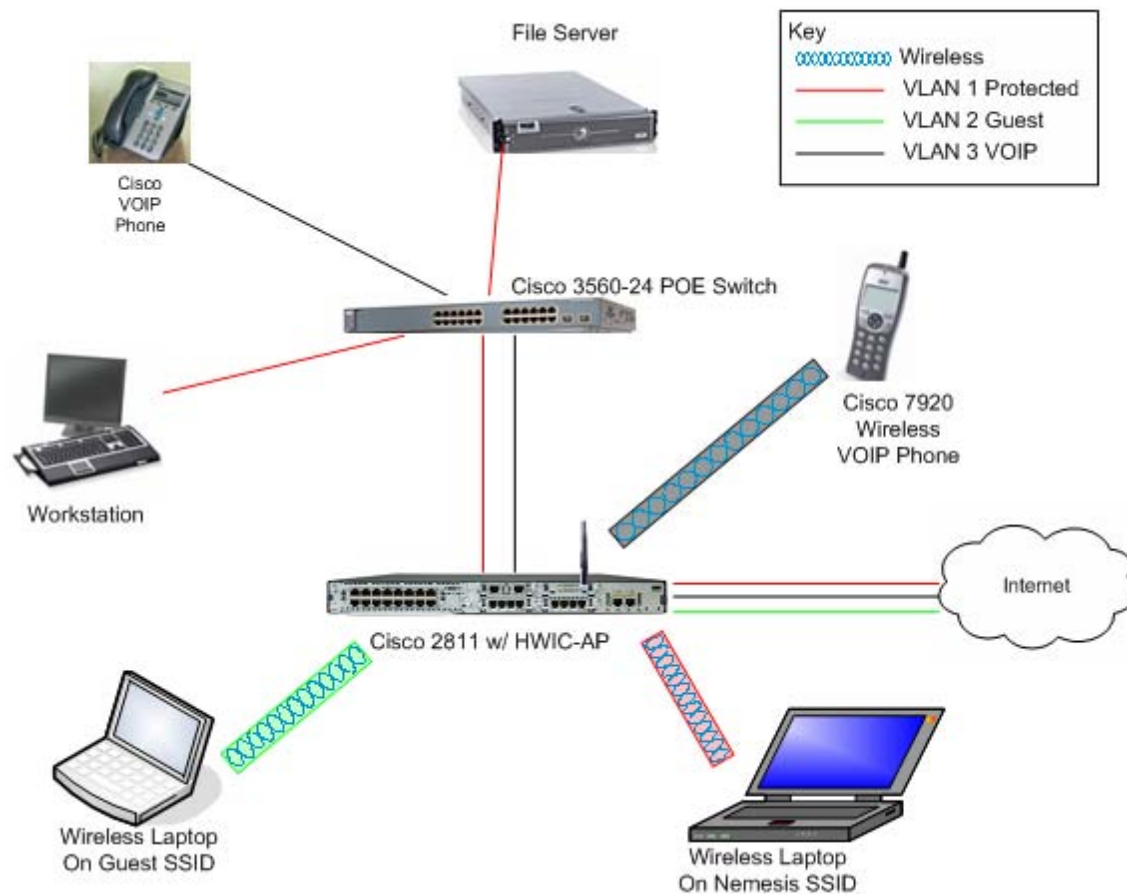 File Server
Key
Wireless
VLAN 1 Protected
VLAN 2 Guest
VLAN 3 VOIP
Cisco
VOIP
Phone
Cisco 3560-24 POE Switch
Cisco 7920
Wireless
VOIP Phone
Workstation
Internet
Cisco 2811 w/ HWIC-AP
Wireless Laptop
On Guest SSID
Wireless Laptop
On Nemesis SSID